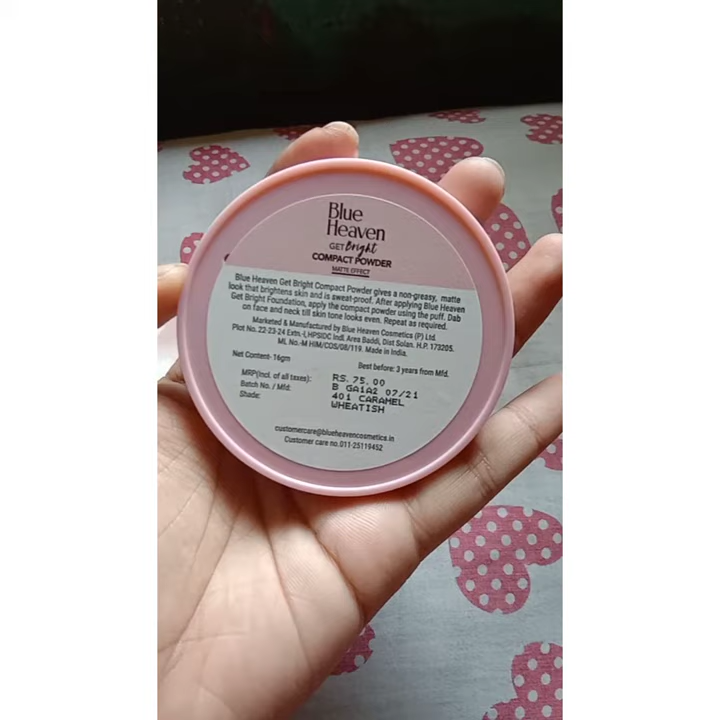 Blue
Heaven
GET Bright
COMPACT POWDER
MATTE EFFECT
Blue Heaven Get Bright Compact Powder gives a non-greasy, matte
look that brightens skin and is sweat-proof. After applying Blue Heaven
Get Bright Foundation, apply the compact powder using the puff. Dab
on face and neck till skin tone looks even. Repeat as required.
Marketed & Manufactured by Blue Heaven Cosmetics (P) Ltd.
Plot No. 22-23-24 Extn.-I,HPSIDC Indl. Area Baddi, Dist Solan. H.P. 173205.
ML No.-M HIM/COS/08/119. Made in India.
Net Content- 16gm Best before: 3 years from Mfd.
MRP(incl. of all taxes): RS. 75.00
Batch No. / Mfd: B GA1A2 07/21
Shade: 401 CARAMEL
WHEATISH
customercare@blueheavencosmetics.in
Customer care no.011-25119452